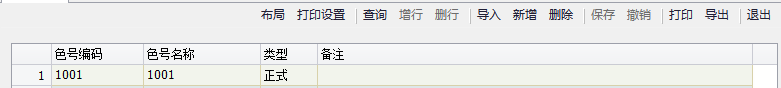 布局 打印设置 查询 增行 删行 导入 新增 删除 保存 撤销 打印 导出 退出
色号编码 色号名称 类型 备注
1 1001 1001 正式